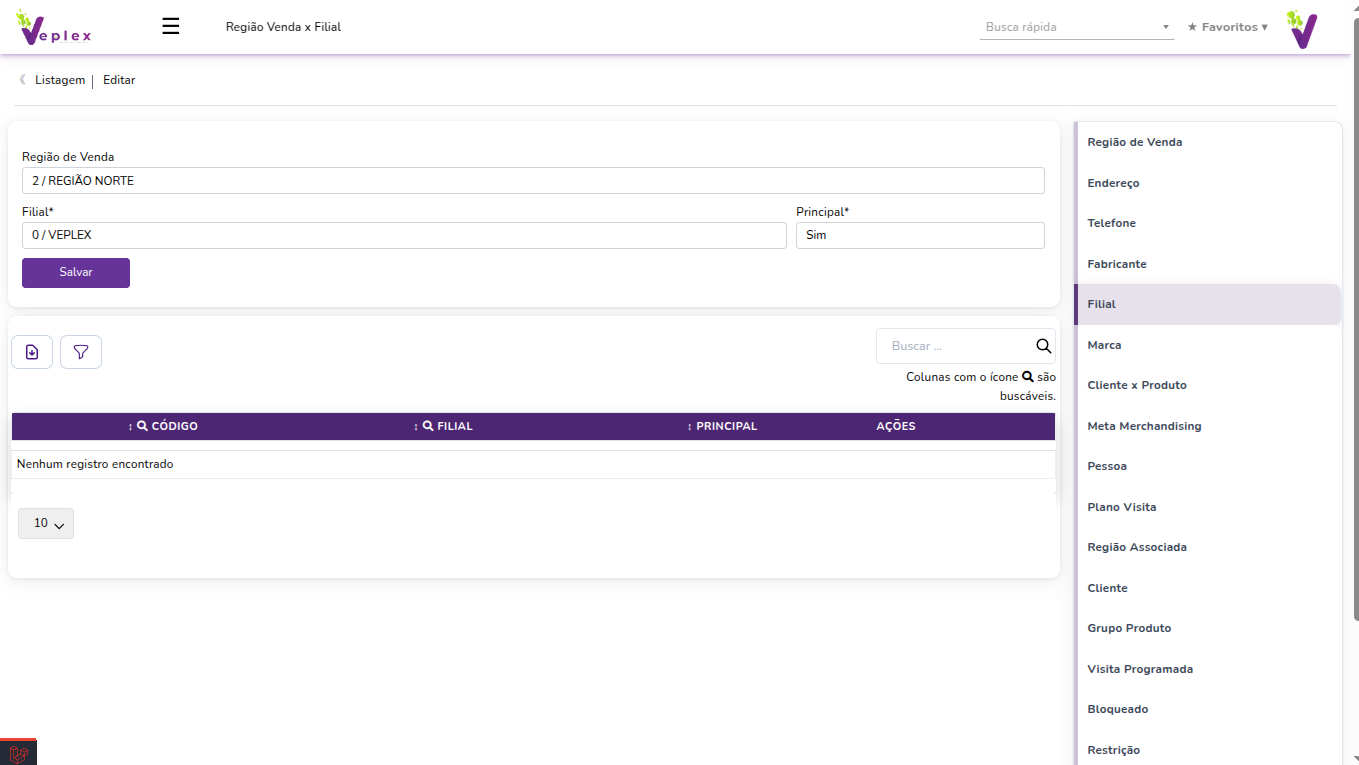 Veplex
Região Venda x Filial
Busca rápida
★ Favoritos ▾
《 Listagem | Editar
Região de Venda
2 / REGIÃO NORTE
Filial*
Principal*
0 / VEPLEX
Sim
Salvar
Buscar ...
Colunas com o ícone são
buscáveis.
↕ CÓDIGO
↕ FILIAL
↕ PRINCIPAL
AÇÕES
Nenhum registro encontrado
10
Região de Venda
Endereço
Telefone
Fabricante
Filial
Marca
Cliente x Produto
Meta Merchandising
Pessoa
Plano Visita
Região Associada
Cliente
Grupo Produto
Visita Programada
Bloqueado
Restrição